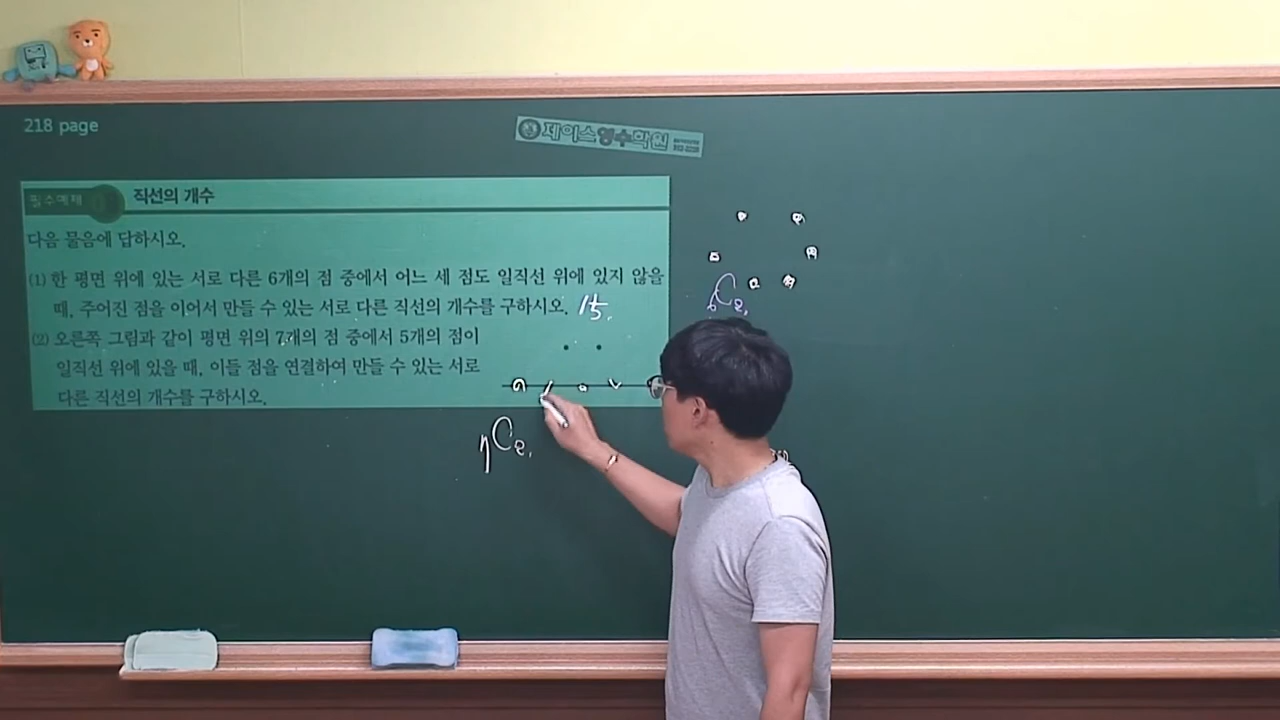 218 page
제이스영수학원
필수예제
직선의 개수
다음 물음에 답하시오.
(1) 한 평면 위에 있는 서로 다른 6개의 점 중에서 어느 세 점도 일직선 위에 있지 않을
때, 주어진 점을 이어서 만들 수 있는 서로 다른 직선의 개수를 구하시오. 15.
(2) 오른쪽 그림과 같이 평면 위의 7개의 점 중에서 5개의 점이
일직선 위에 있을 때, 이들 점을 연결하여 만들 수 있는 서로
다른 직선의 개수를 구하시오.
6C2,
7C2,